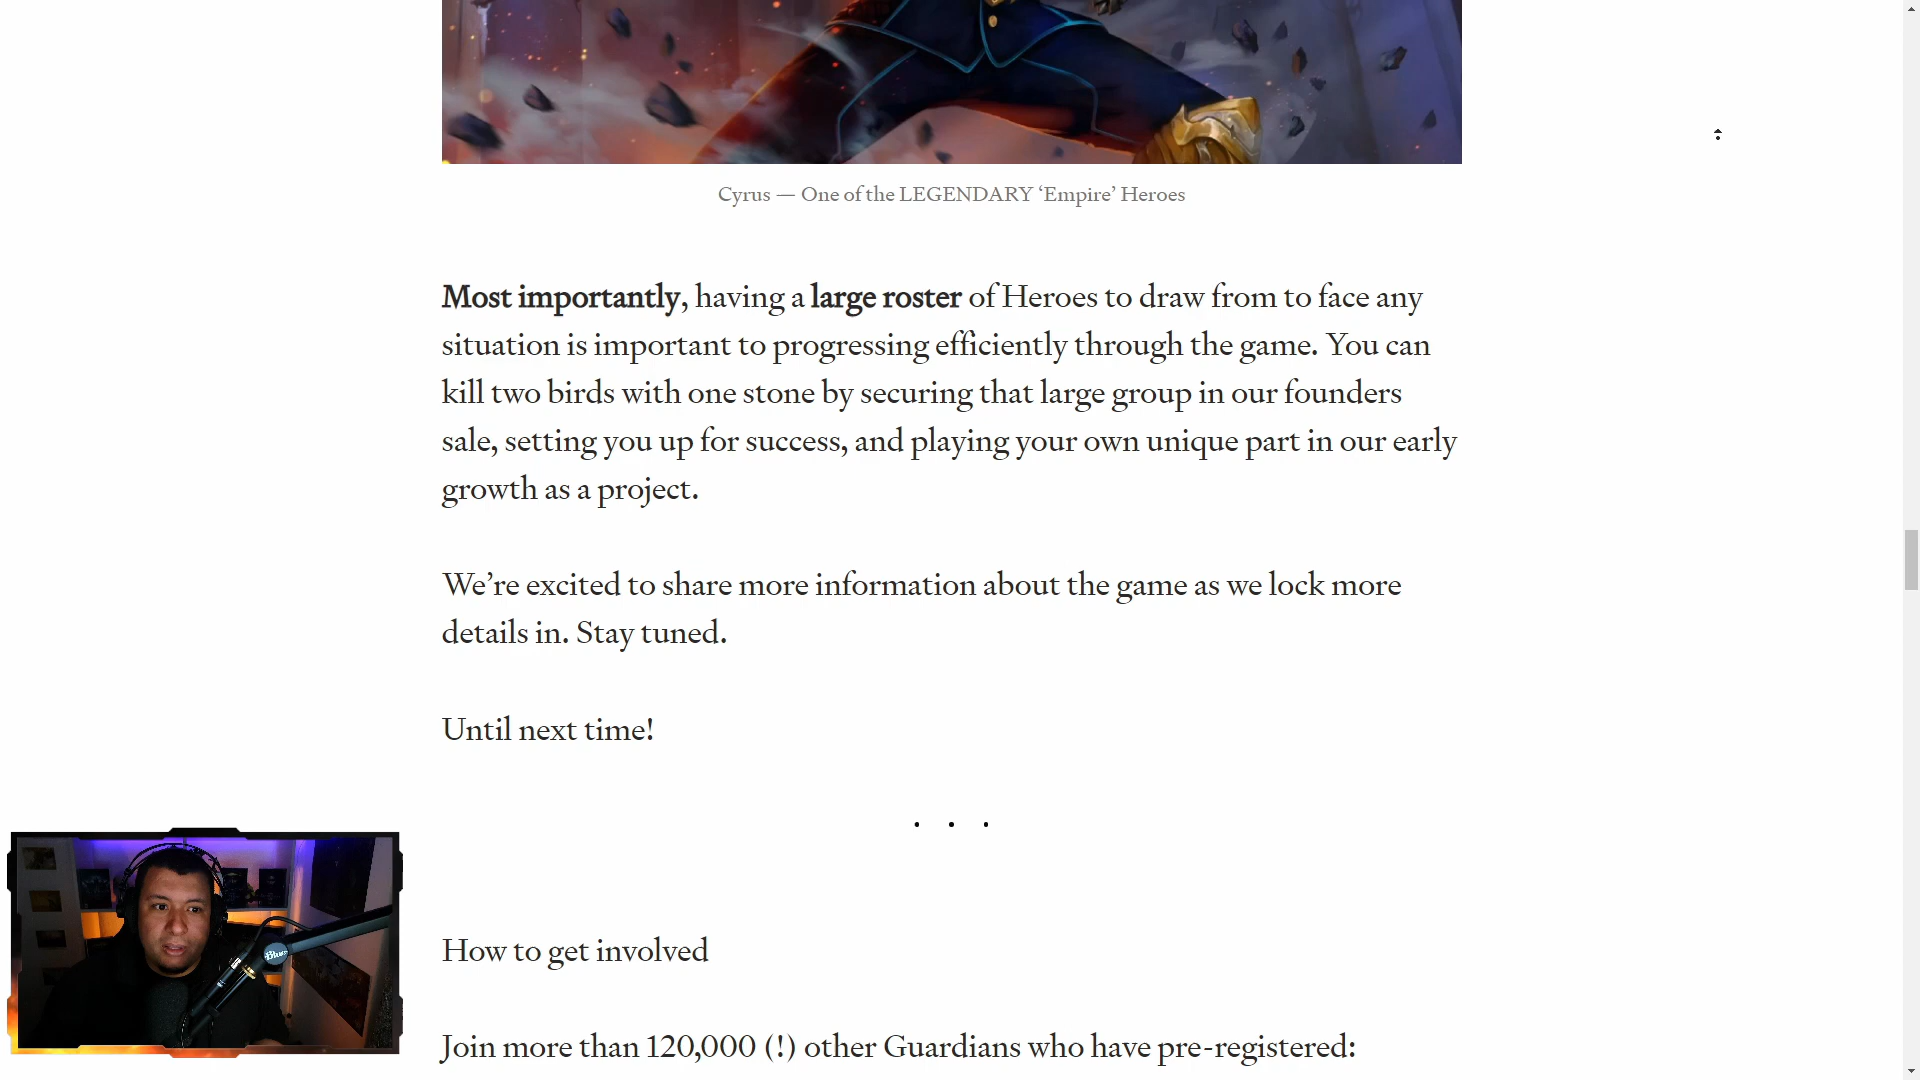 Cyrus — One of the LEGENDARY ‘Empire’ Heroes
Most importantly, having a large roster of Heroes to draw from to face any
situation is important to progressing efficiently through the game. You can
kill two birds with one stone by securing that large group in our founders
sale, setting you up for success, and playing your own unique part in our early
growth as a project.
We’re excited to share more information about the game as we lock more
details in. Stay tuned.
Until next time!
. . .
How to get involved
Join more than 120,000 (!) other Guardians who have pre-registered:
Blue